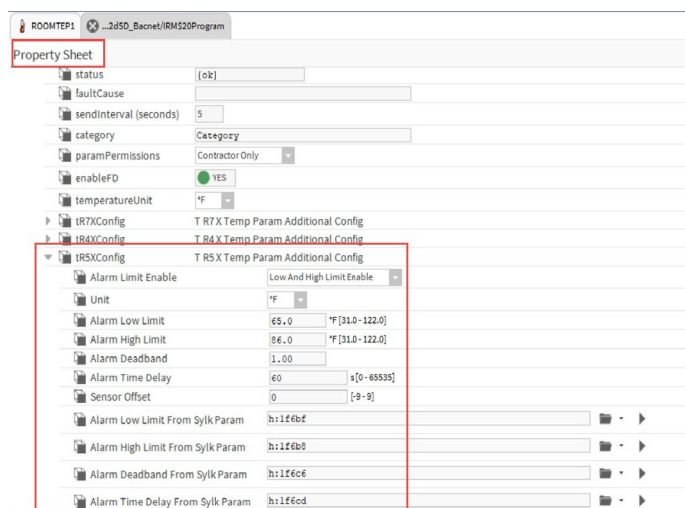 ROOMTEP1 ...2d5D_Bacnet/IRM$20Program
Property Sheet
status {ok}
faultCause
sendInterval (seconds) 5
category Category
paramPermissions Contractor Only
enableFD YES
temperatureUnit °F
tR7XConfig T R7 X Temp Param Additional Config
tR4XConfig T R4 X Temp Param Additional Config
tR5XConfig T R5 X Temp Param Additional Config
Alarm Limit Enable Low And High Limit Enable
Unit °F
Alarm Low Limit 65.0 °F [31.0 - 122.0]
Alarm High Limit 86.0 °F [31.0 - 122.0]
Alarm Deadband 1.00
Alarm Time Delay 60 s [0 - 65535]
Sensor Offset 0 [-9 - 9]
Alarm Low Limit From Sylk Param h:1f6bf
Alarm High Limit From Sylk Param h:1f6b8
Alarm Deadband From Sylk Param h:1f6c6
Alarm Time Delay From Sylk Param h:1f6cd